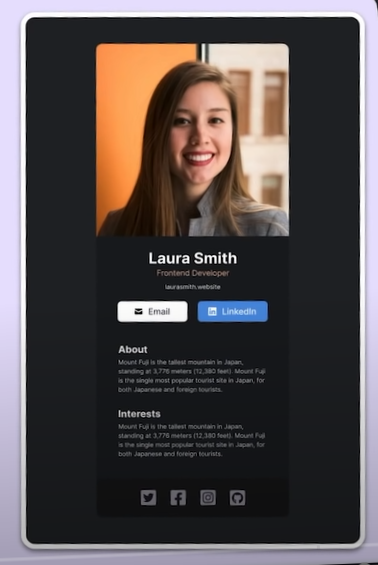 Laura Smith
Frontend Developer
laurasmith.website
Email
LinkedIn
About
Mount Fuji is the tallest mountain in Japan,
standing at 3,776 meters (12,380 feet). Mount Fuji
is the single most popular tourist site in Japan, for
both Japanese and foreign tourists.
Interests
Mount Fuji is the tallest mountain in Japan,
standing at 3,776 meters (12,380 feet). Mount Fuji
is the single most popular tourist site in Japan, for
both Japanese and foreign tourists.